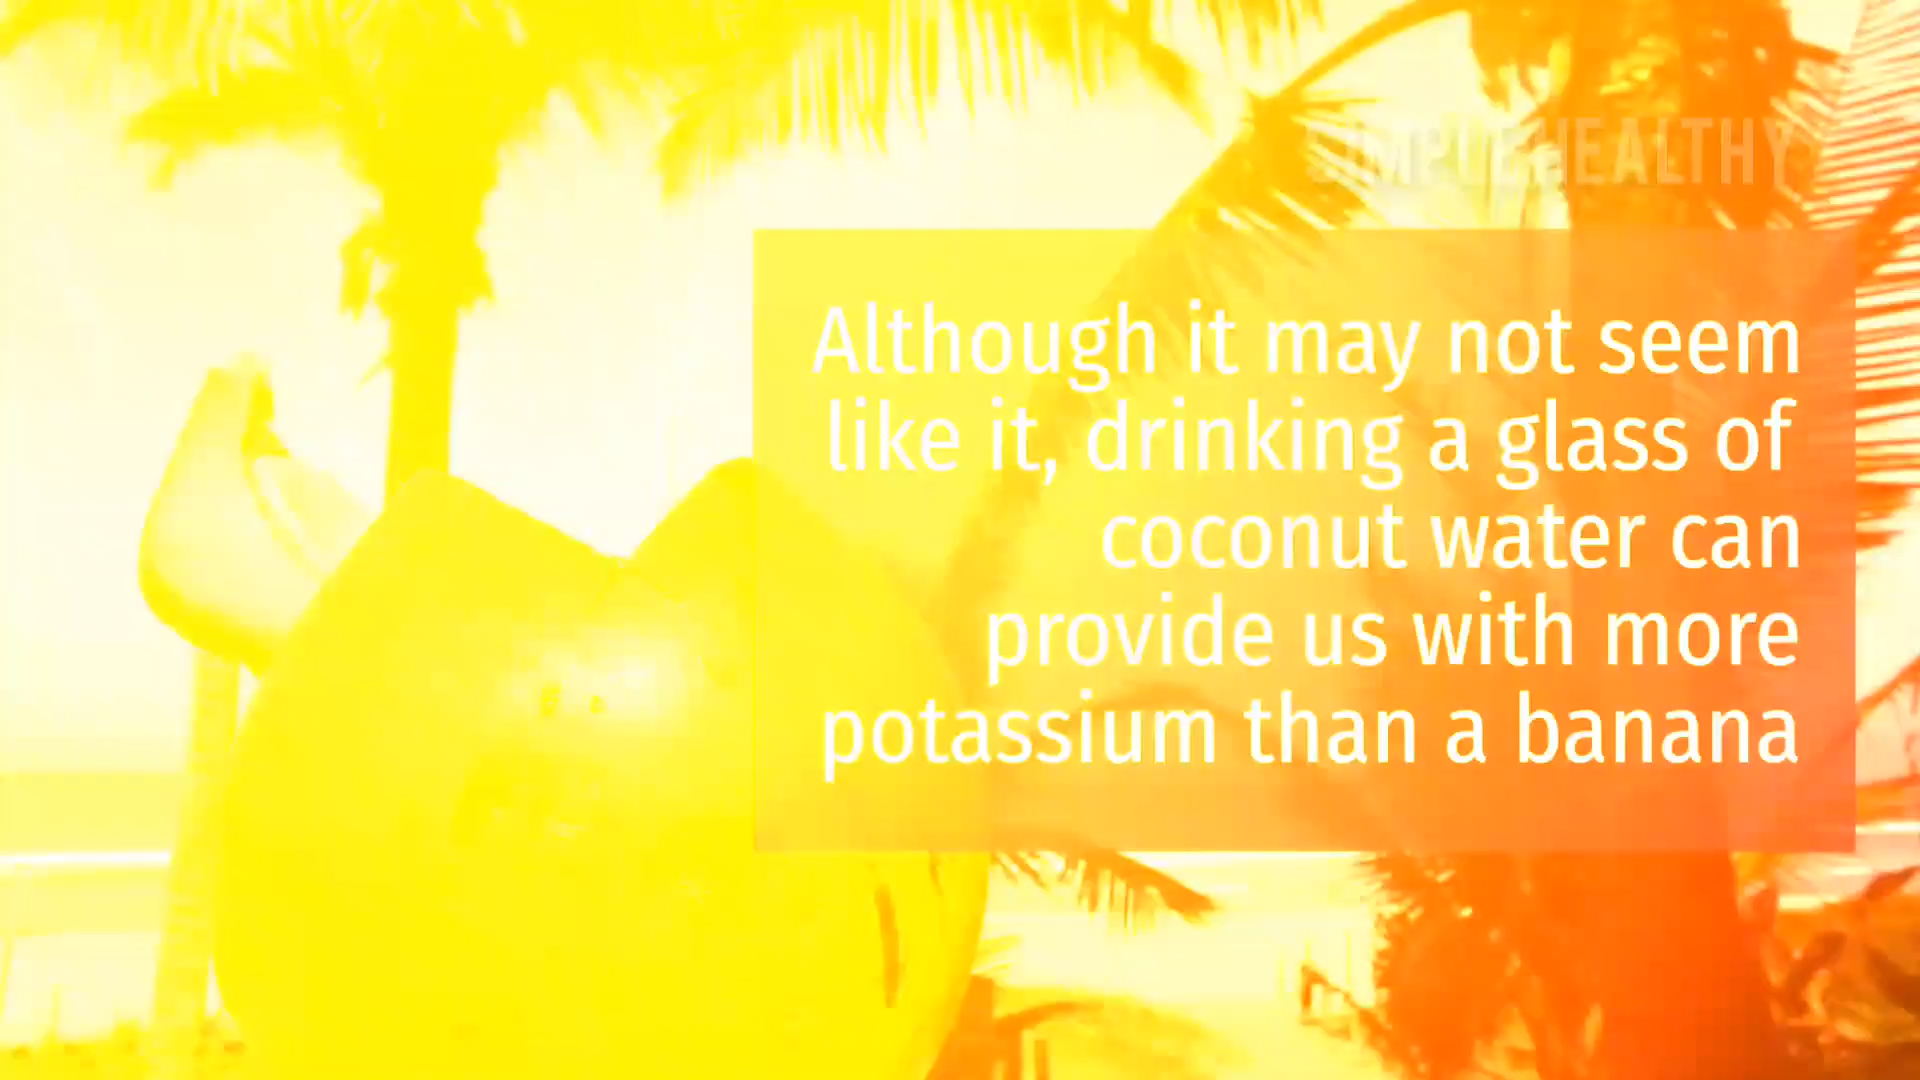 SIMPLEHEALTHY
Although it may not seem
like it, drinking a glass of
coconut water can
provide us with more
potassium than a banana